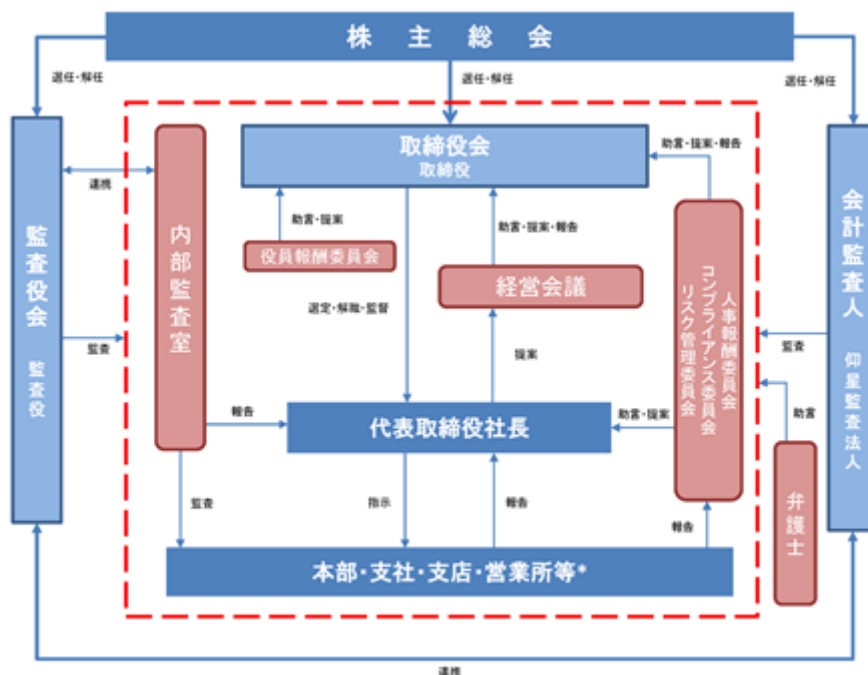 株主総会
選任・解任
選任・解任
選任・解任
取締役会
取締役
助言・提案・報告
連携
監査役会
監査役
内部監査室
助言・提案
役員報酬委員会
助言・提案・報告
経営会議
人事報酬委員会
コンプライアンス委員会
リスク管理委員会
会計監査人
仰星監査法人
選定・解職・監督
監査
提案
監査
助言
報告
代表取締役社長
助言・提案
弁護士
監査
指示
報告
報告
本部・支社・支店・営業所等*
連携